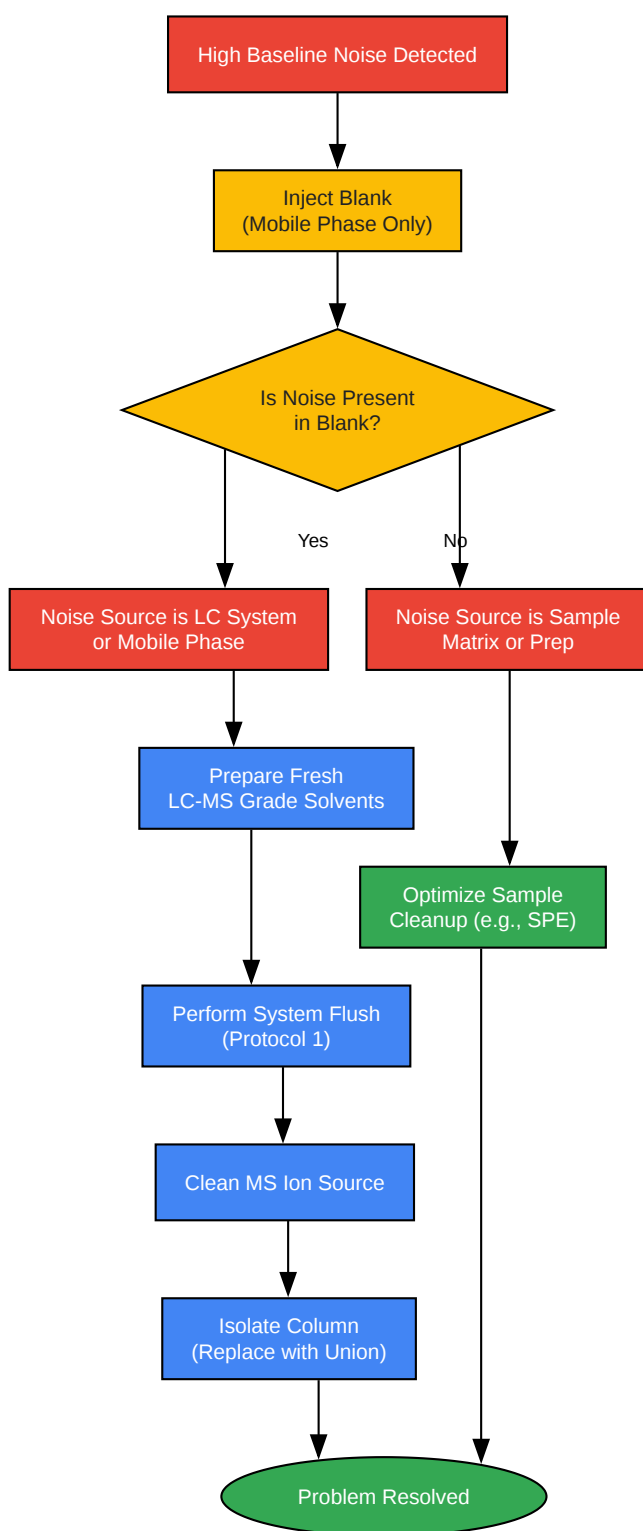 High Baseline Noise Detected
Inject Blank
(Mobile Phase Only)
Is Noise Present
in Blank?
Yes
No
Noise Source is LC System
or Mobile Phase
Noise Source is Sample
Matrix or Prep
Prepare Fresh
LC-MS Grade Solvents
Optimize Sample
Cleanup (e.g., SPE)
Perform System Flush
(Protocol 1)
Clean MS Ion Source
Isolate Column
(Replace with Union)
Problem Resolved